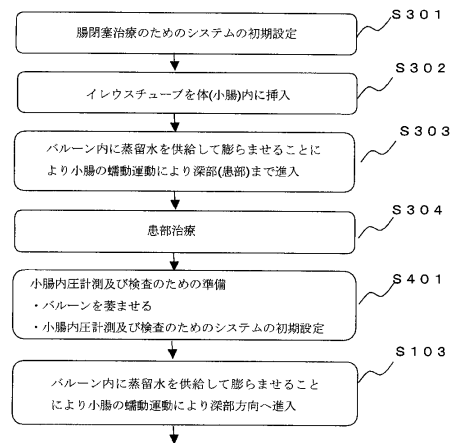 腸閉塞治療のためのシステムの初期設定
S301
イレウスチューブを体(小腸)内に挿入
S302
バルーン内に蒸留水を供給して膨らませることに
より小腸の蠕動運動により深部(患部)まで進入
S303
患部治療
S304
小腸内圧計測及び検査のための準備
・バルーンを萎ませる
・小腸内圧計測及び検査のためのシステムの初期設定
S401
バルーン内に蒸留水を供給して膨らませること
により小腸の蠕動運動により深部方向へ進入
S103